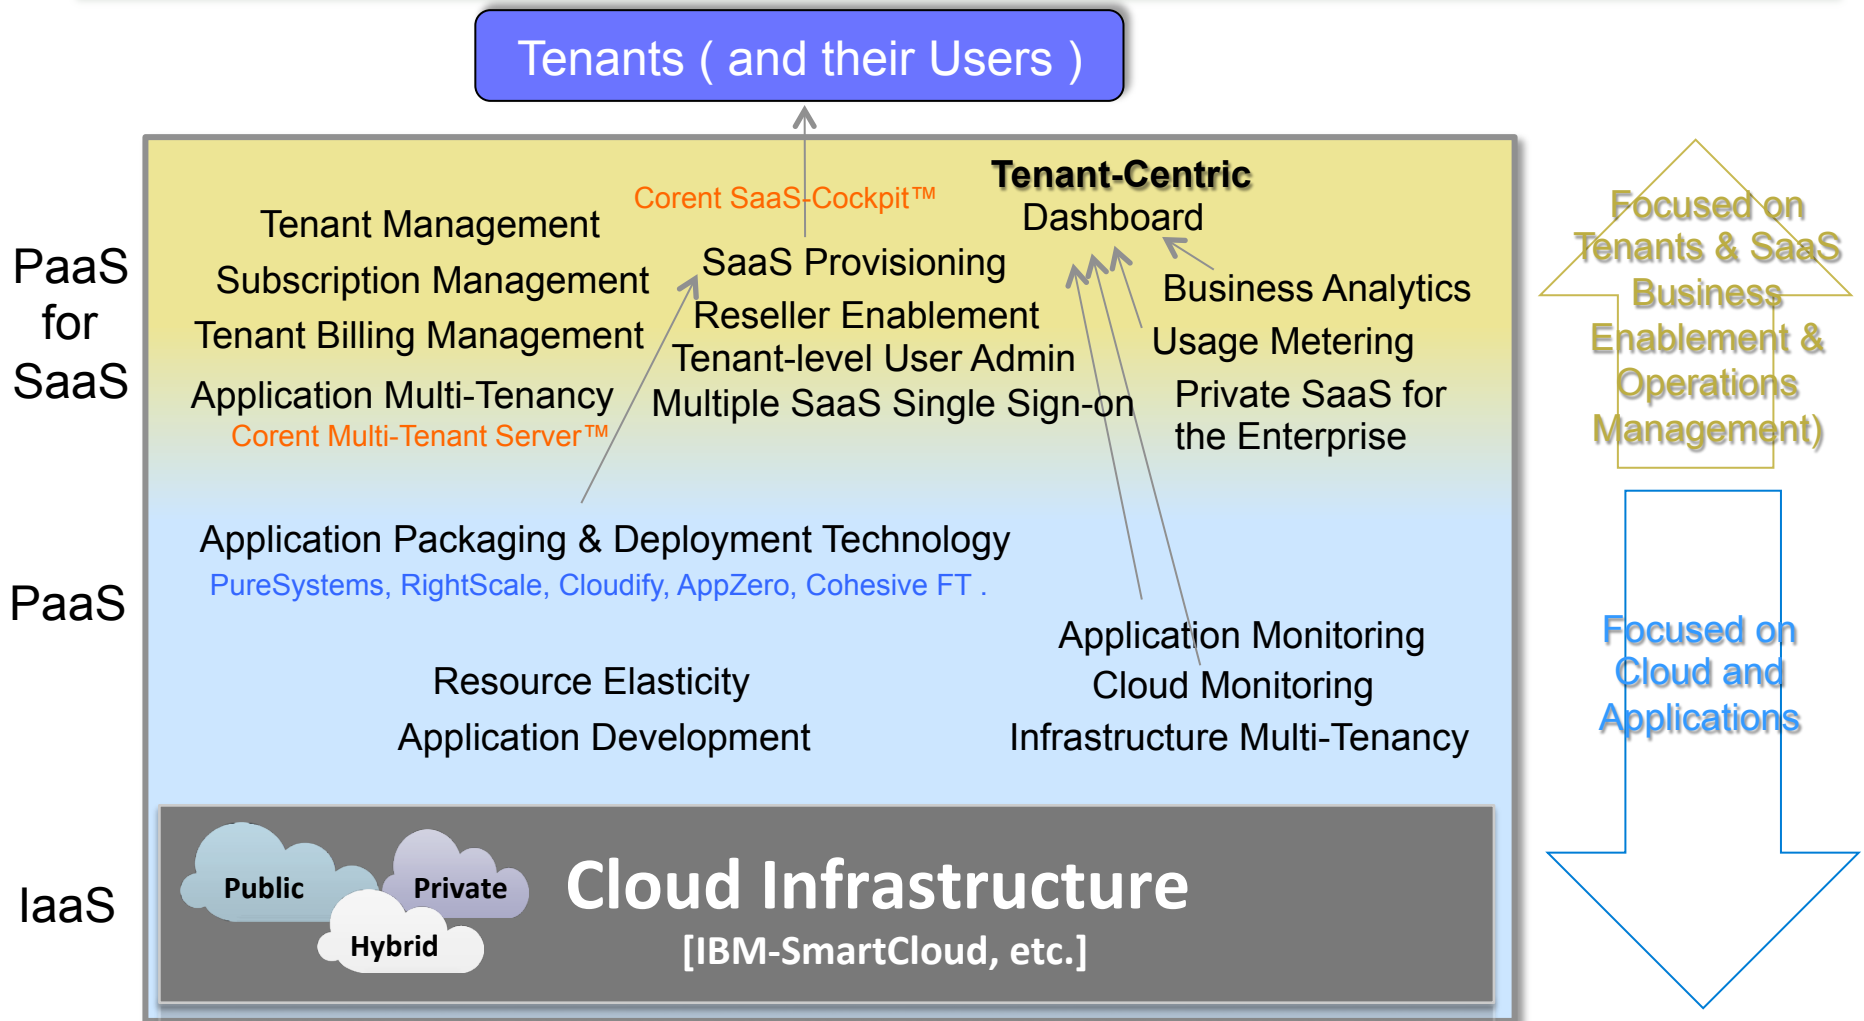 Tenants ( and their Users )
PaaS
for
SaaS
Corent SaaS-Cockpit™
Tenant-Centric
Dashboard
Tenant Management
Subscription Management
Tenant Billing Management
Application Multi-Tenancy
Corent Multi-Tenant Server™
SaaS Provisioning
Reseller Enablement
Tenant-level User Admin
Multiple SaaS Single Sign-on
Business Analytics
Usage Metering
Private SaaS for
the Enterprise
Focused on
Tenants & SaaS
Business
Enablement &
Operations
Management)
PaaS
Application Packaging & Deployment Technology
PureSystems, RightScale, Cloudify, AppZero, Cohesive FT .
Resource Elasticity
Application Development
Application Monitoring
Cloud Monitoring
Infrastructure Multi-Tenancy
Focused on
Cloud and
Applications
IaaS
Public
Private
Hybrid
Cloud Infrastructure
[IBM-SmartCloud, etc.]